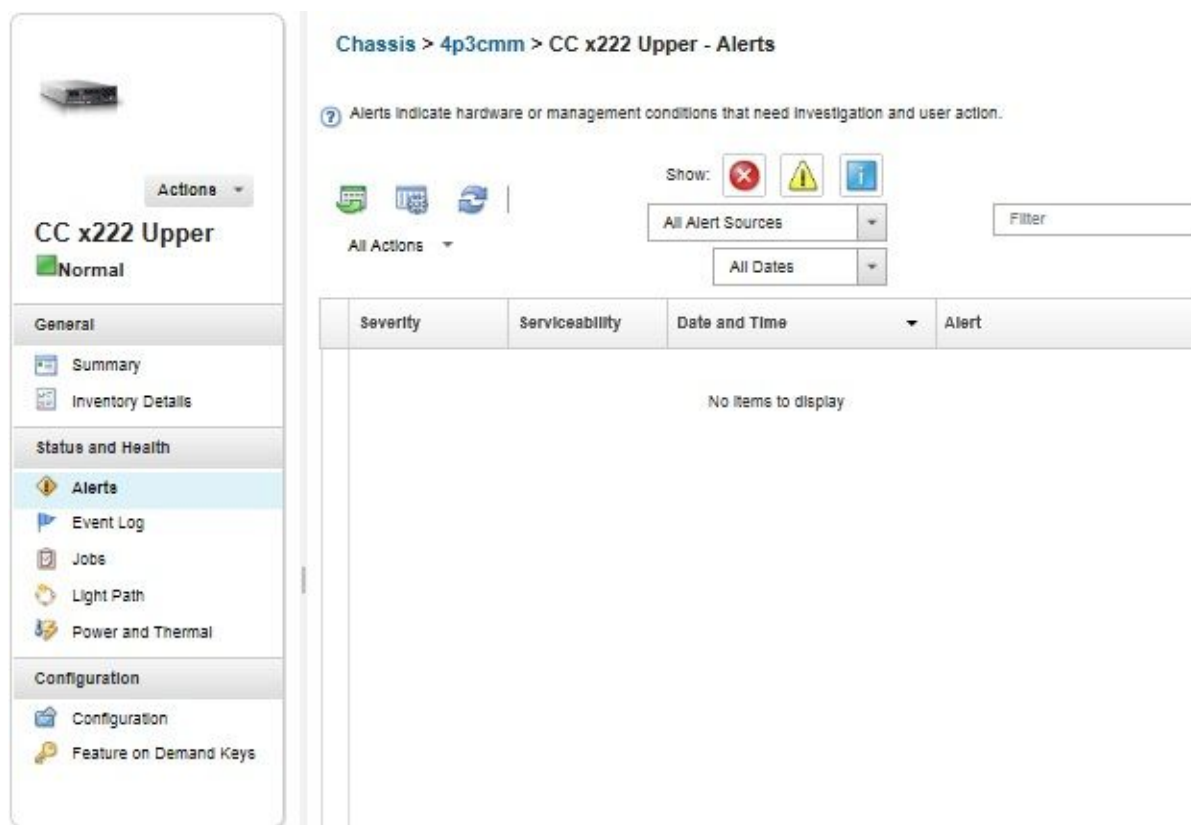 Chassis > 4p3cmm > CC x222 Upper - Alerts
Alerts indicate hardware or management conditions that need investigation and user action.
Actions
CC x222 Upper
Normal
General
Summary
Inventory Details
Status and Health
Alerts
Event Log
Jobs
Light Path
Power and Thermal
Configuration
Configuration
Feature on Demand Keys
Show:
All Actions
All Alert Sources
All Dates
Filter
Severity Serviceability Date and Time Alert
No items to display